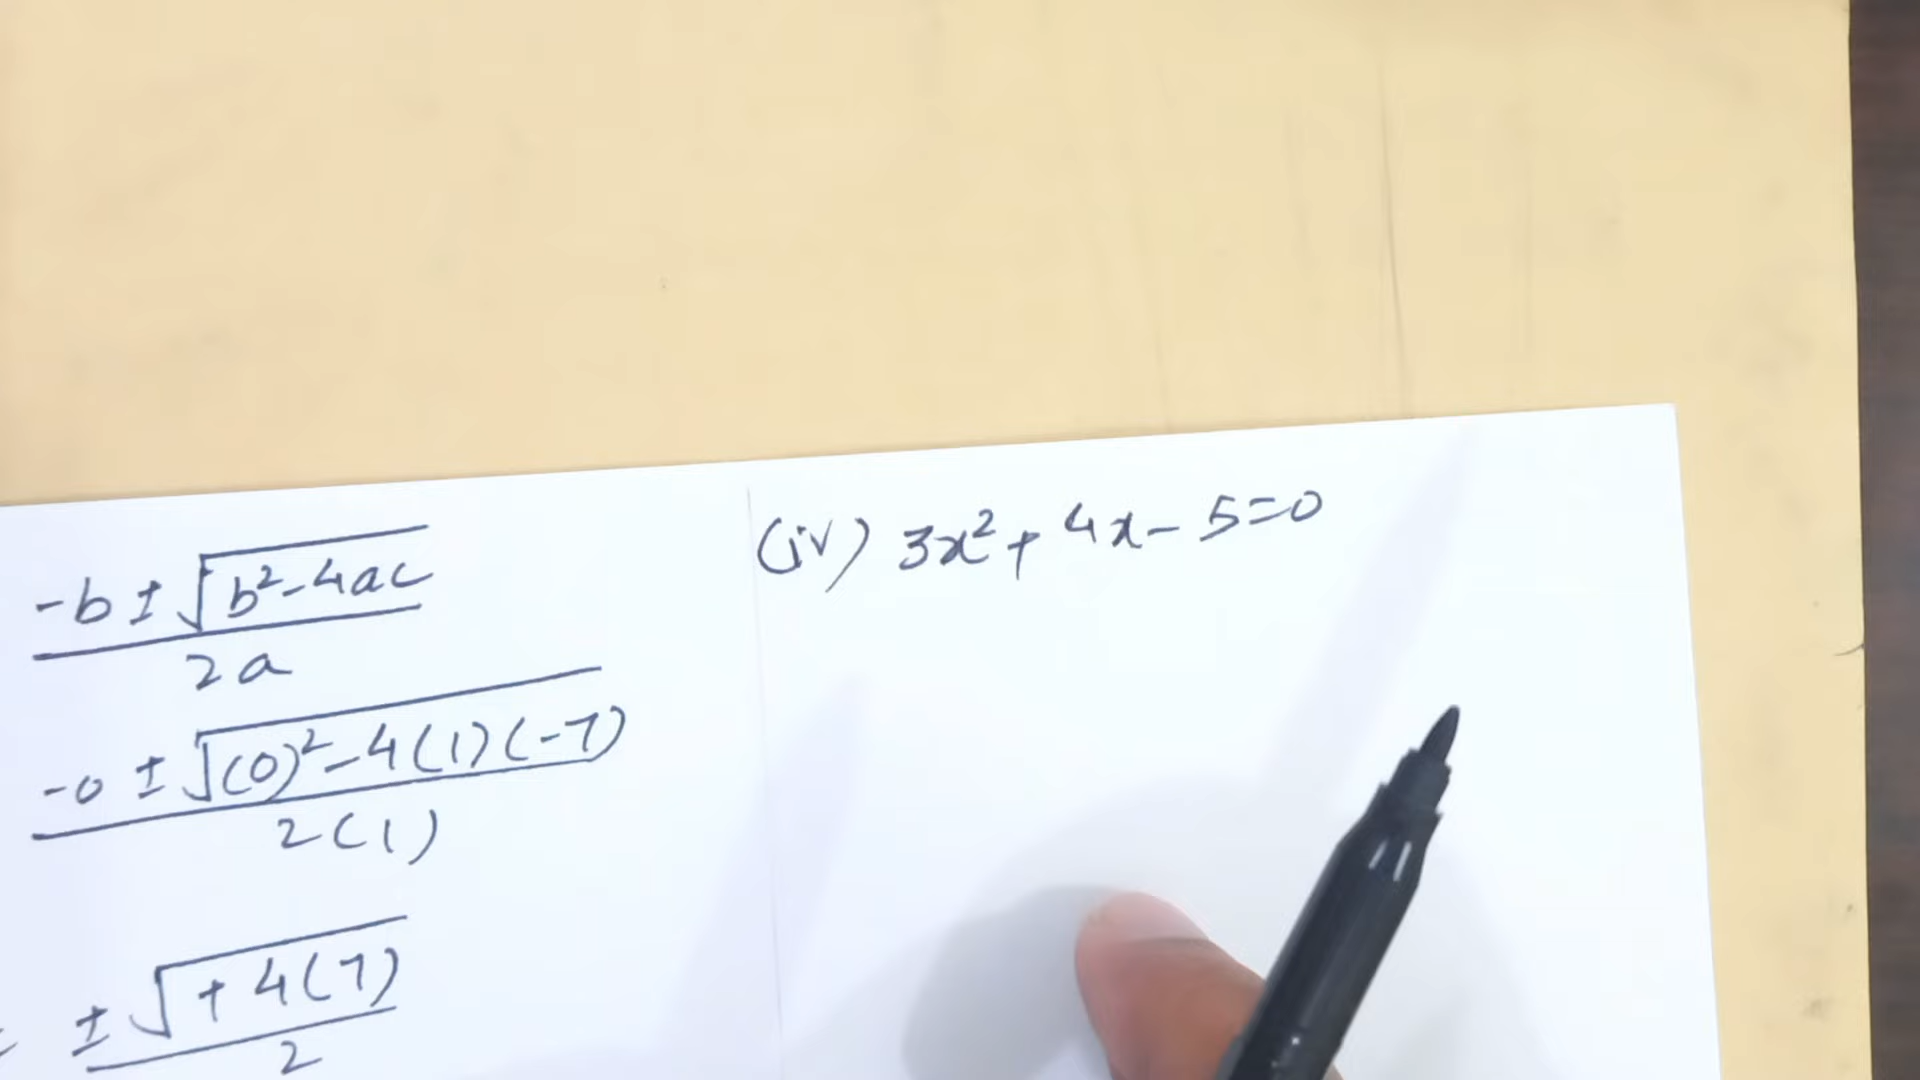 -b ± √b²-4ac
2a
-0 ± √(0)²-4(1)(-7)
2(1)
± √+4(7)
2
(iv) 3x²+4x-5=0